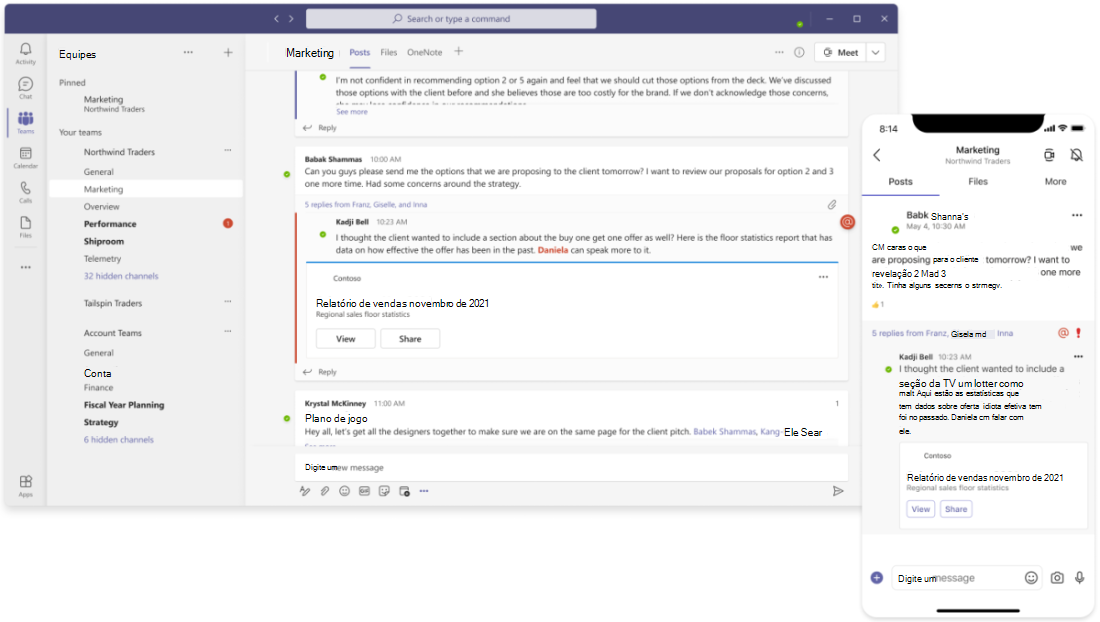 Search or type a command
Activity
Chat
Teams
Calendar
Calls
Files
Apps
Equipes
Pinned
Marketing
Northwind Traders
Your teams
Northwind Traders
General
Marketing
Overview
Performance
Shiproom
Telemetry
32 hidden channels
Tailspin Traders
Account Teams
General
Conta
Finance
Fiscal Year Planning
Strategy
6 hidden channels
Marketing Posts Files OneNote
Meet
I'm not confident in recommending option 2 or 5 again and feel that we should cut those options from the deck. We've discussed
those options with the client before and she believes those are too costly for the brand. If we don't acknowledge those concerns,
she may lose confidence in our recommendations.
See more
Reply
Babak Shammas 10:00 AM
Can you guys please send me the options that we are proposing to the client tomorrow? I want to review our proposals for option 2 and 3
one more time. Had some concerns around the strategy.
5 replies from Franz, Giselle, and Inna
Kadji Bell 10:23 AM
I thought the client wanted to include a section about the buy one get one offer as well? Here is the floor statistics report that has
data on how effective the offer has been in the past. Daniela can speak more to it.
Contoso
Relatório de vendas novembro de 2021
Regional sales floor statistics
View Share
Reply
Krystal McKinney 11:00 AM 1
Plano de jogo
Hey all, let's get all the designers together to make sure we are on the same page for the client pitch. Babek Shammas, Kang- Ele Sear
See more
Digite um ew message
8:14
Marketing
Northwind Traders
Posts Files More
Babk Shanna's
May 4, 10:30 AM
CM caras o que we
are proposing para o cliente tomorrow? I want to
revelação 2 Mad 3 one more
Tinha alguns secerns o strmegv.
1
5 replies from Franz, Gisela md Inna
Kadji Bell 10:23 AM
I thought the client wanted to include a
seção da TV um lotter como
malt Aqui estão as estatísticas que
tem dados sobre oferta idiota efetiva tem
foi no passado. Daniela cm falar com
ele.
Contoso
Relatório de vendas novembro de 2021
Regional sales floor statistics
View Share
Digite um message